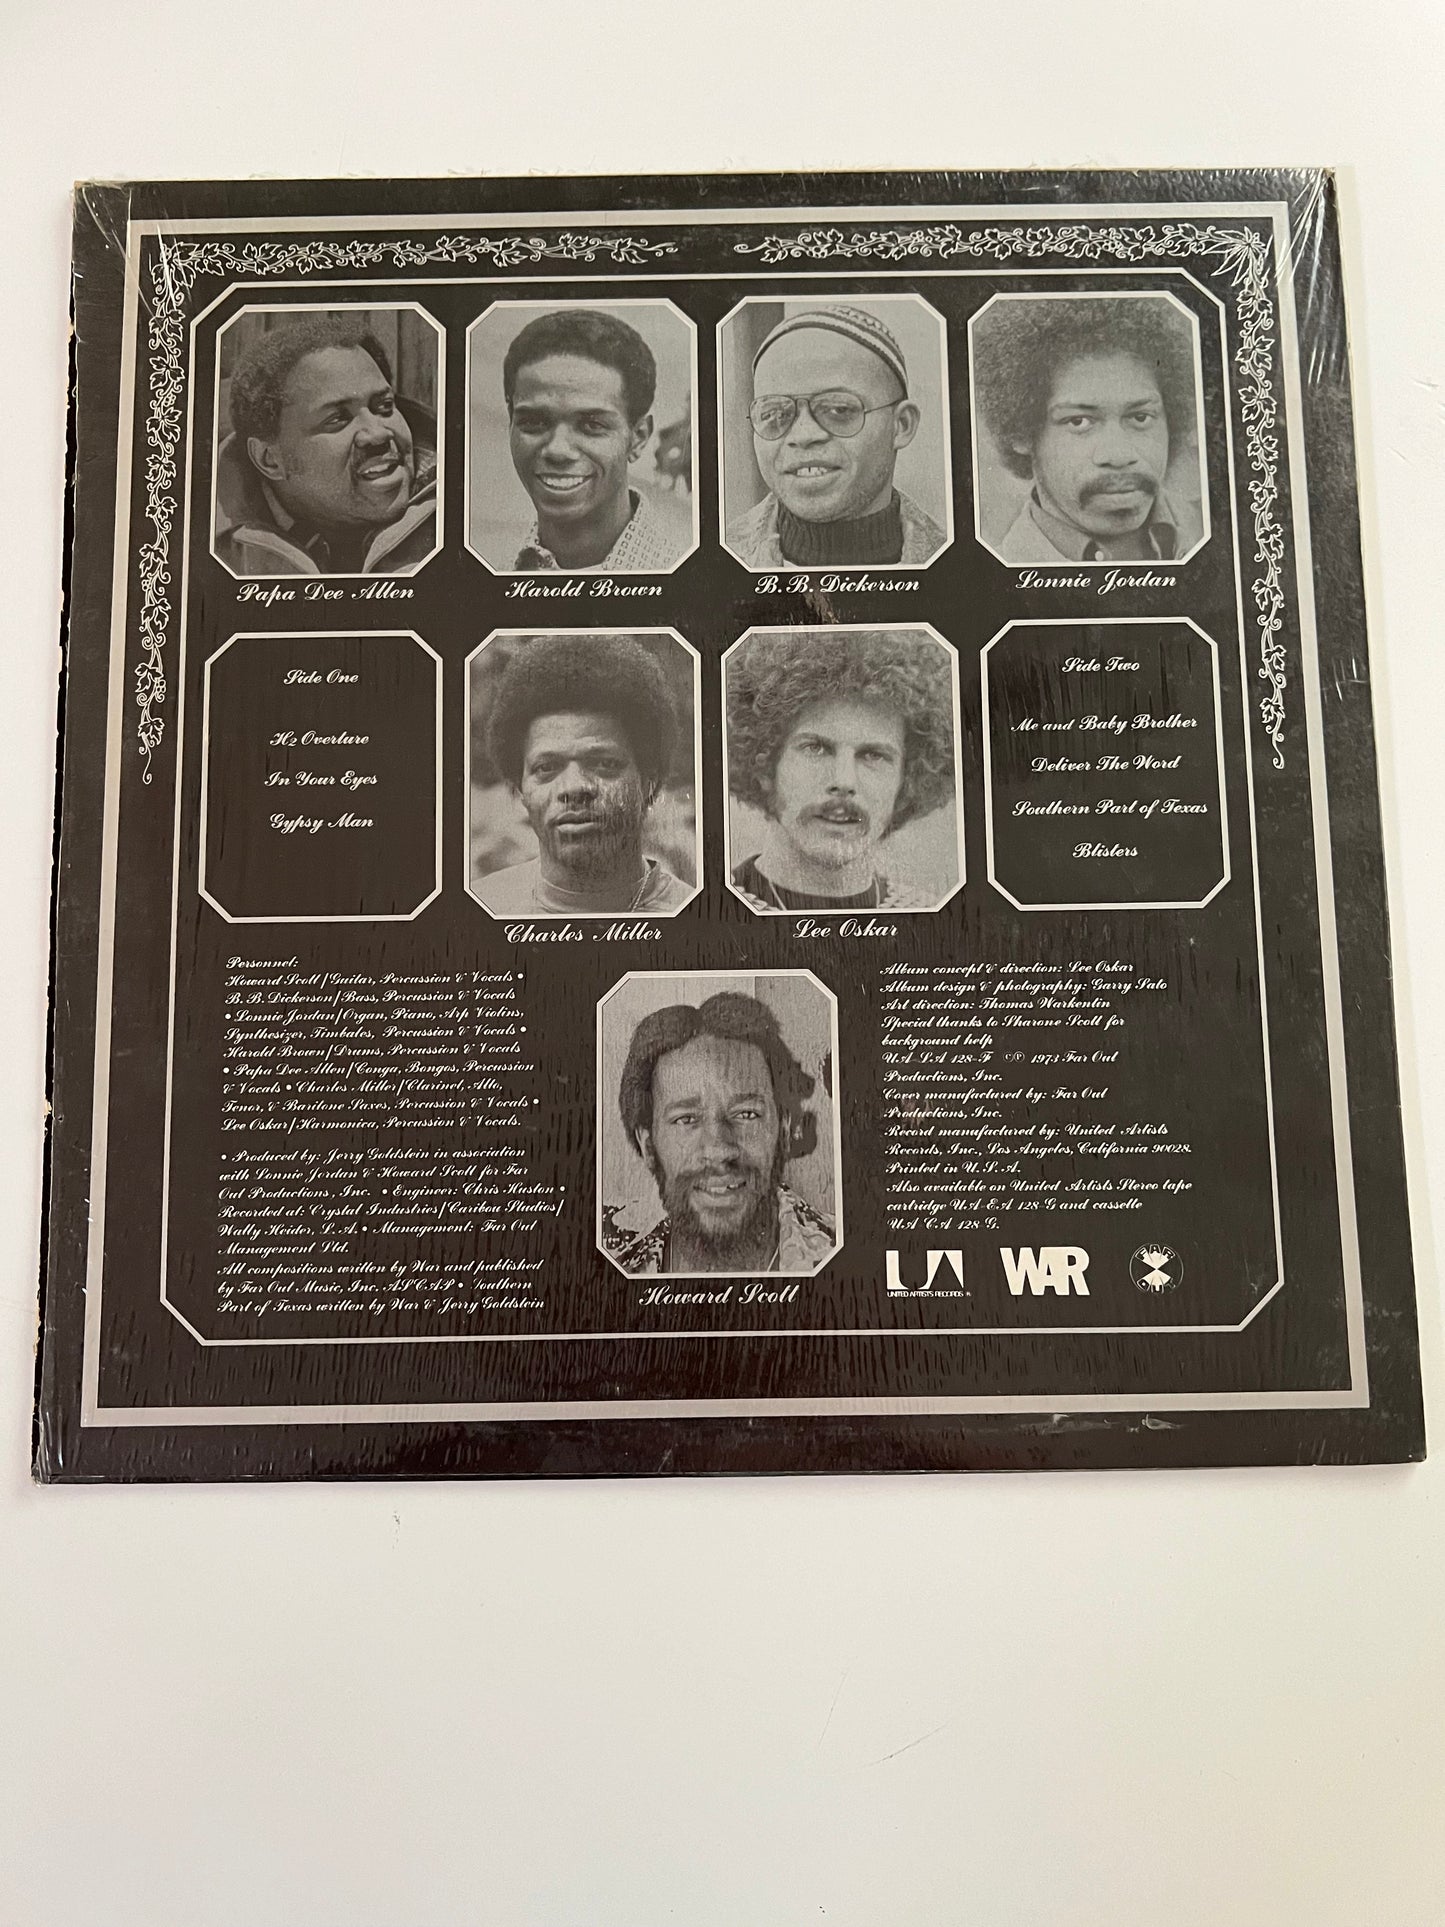 Papa Dee Allen
Harold Brown
B. B. Dickerson
Lonnie Jordan
Side One
H2 Overture
In Your Eyes
Gypsy Man
Side Two
Me and Baby Brother
Deliver The Word
Southern Part of Texas
Blisters
Charles Miller
Lee Oskar
Personnel:
Howard Scott/Guitar, Percussion & Vocals •
B. B. Dickerson/Bass, Percussion & Vocals
• Lonnie Jordan/Organ, Piano, Arp Violins,
Synthesizer, Timbales, Percussion & Vocals •
Harold Brown/Drums, Percussion & Vocals
• Papa Dee Allen/Conga, Bongos, Percussion
& Vocals • Charles Miller/Clarinet, Alto,
Tenor, & Baritone Saxes, Percussion & Vocals •
Lee Oskar/Harmonica, Percussion & Vocals.
• Produced by: Jerry Goldstein in association
with Lonnie Jordan & Howard Scott for Far
Out Productions, Inc. • Engineer: Chris Huston •
Recorded at: Crystal Industries/Caribou Studios/
Wally Heider, L. A. • Management: Far Out
Management Ltd.
All compositions written by War and published
by Far Out Music, Inc. ASCAP • Southern
Part of Texas written by War & Jerry Goldstein
Howard Scott
Album concept & direction: Lee Oskar
Album design & photography: Garry Sato
Art direction: Thomas Warkentin
Special thanks to Sharone Scott for
background help
UA-LA 128-F ©℗ 1973 Far Out
Productions, Inc.
Cover manufactured by: Far Out
Productions, Inc.
Record manufactured by: United Artists
Records, Inc., Los Angeles, California 90028.
Printed in U. S. A.
Also available on United Artists Stereo tape
cartridge UA-EA 128 G and cassette
UA CA 128 G.
UA
UNITED ARTISTS RECORDS ®
WAR
FAR
OUT